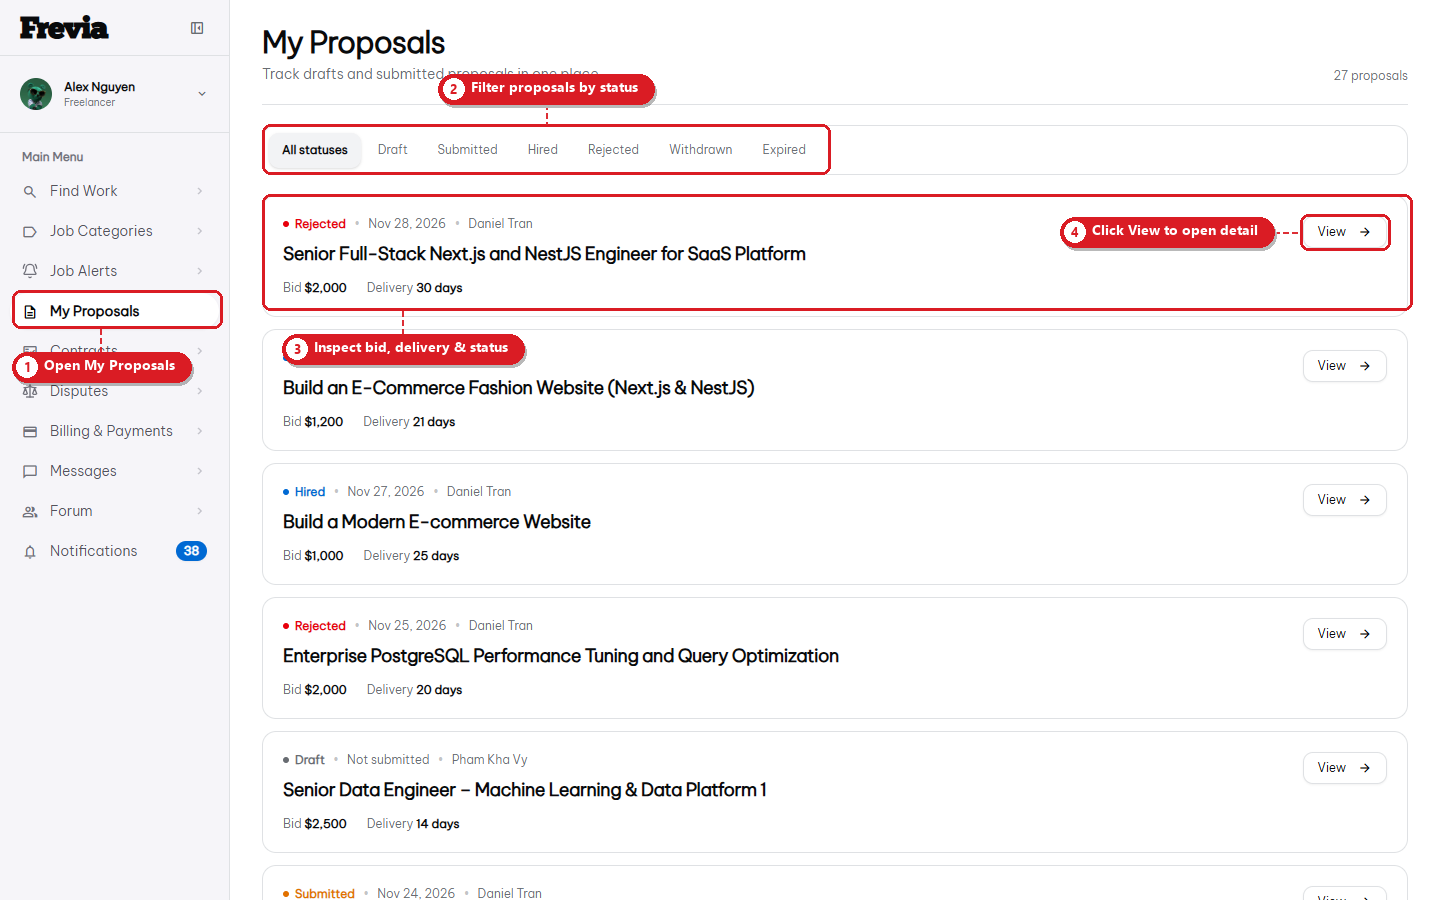 Frevia
Alex Nguyen
Freelancer
Main Menu
Find Work
Job Categories
Job Alerts
My Proposals
Contracts
1 Open My Proposals
Disputes
Billing & Payments
Messages
Forum
Notifications 38
My Proposals
Track drafts and submitted proposals in one place
27 proposals
2 Filter proposals by status
All statuses Draft Submitted Hired Rejected Withdrawn Expired
Rejected • Nov 28, 2026 • Daniel Tran
Senior Full-Stack Next.js and NestJS Engineer for SaaS Platform
Bid $2,000 Delivery 30 days
4 Click View to open detail
View
3 Inspect bid, delivery & status
Build an E-Commerce Fashion Website (Next.js & NestJS)
Bid $1,200 Delivery 21 days
View
Hired • Nov 27, 2026 • Daniel Tran
Build a Modern E-commerce Website
Bid $1,000 Delivery 25 days
View
Rejected • Nov 25, 2026 • Daniel Tran
Enterprise PostgreSQL Performance Tuning and Query Optimization
Bid $2,000 Delivery 20 days
View
Draft • Not submitted • Pham Kha Vy
Senior Data Engineer – Machine Learning & Data Platform 1
Bid $2,500 Delivery 14 days
View
Submitted • Nov 24, 2026 • Daniel Tran
View